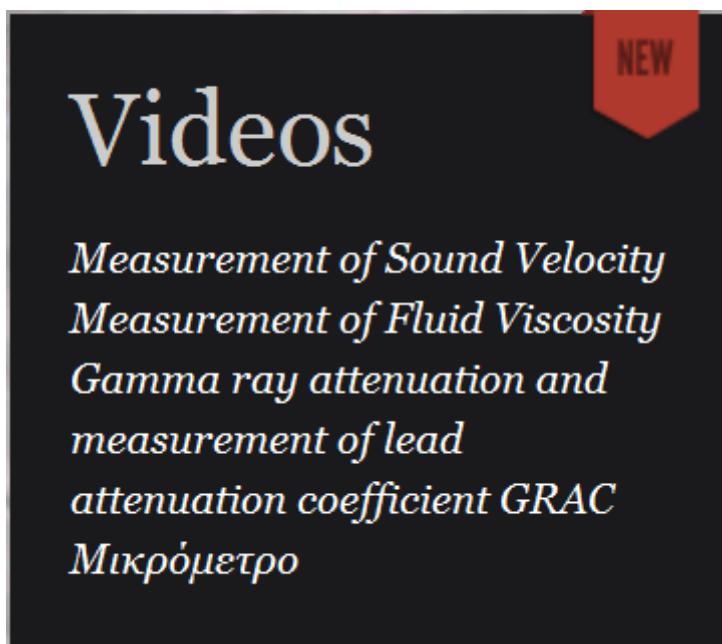 NEW
Videos
Measurement of Sound Velocity
Measurement of Fluid Viscosity
Gamma ray attenuation and
measurement of lead
attenuation coefficient GRAC
Μικρόμετρο